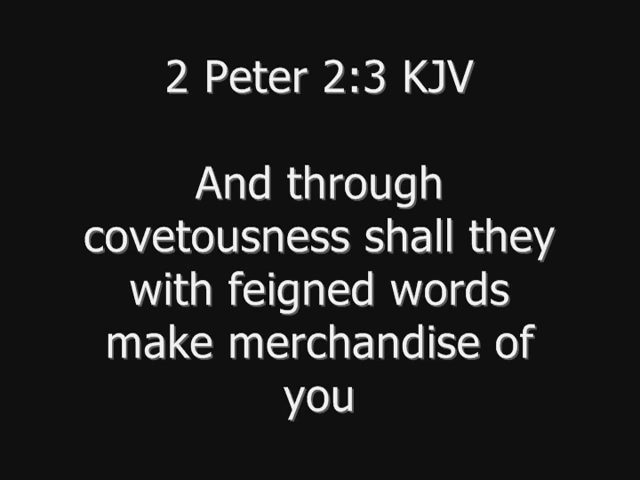 2 Peter 2:3 KJV
And through
covetousness shall they
with feigned words
make merchandise of
you